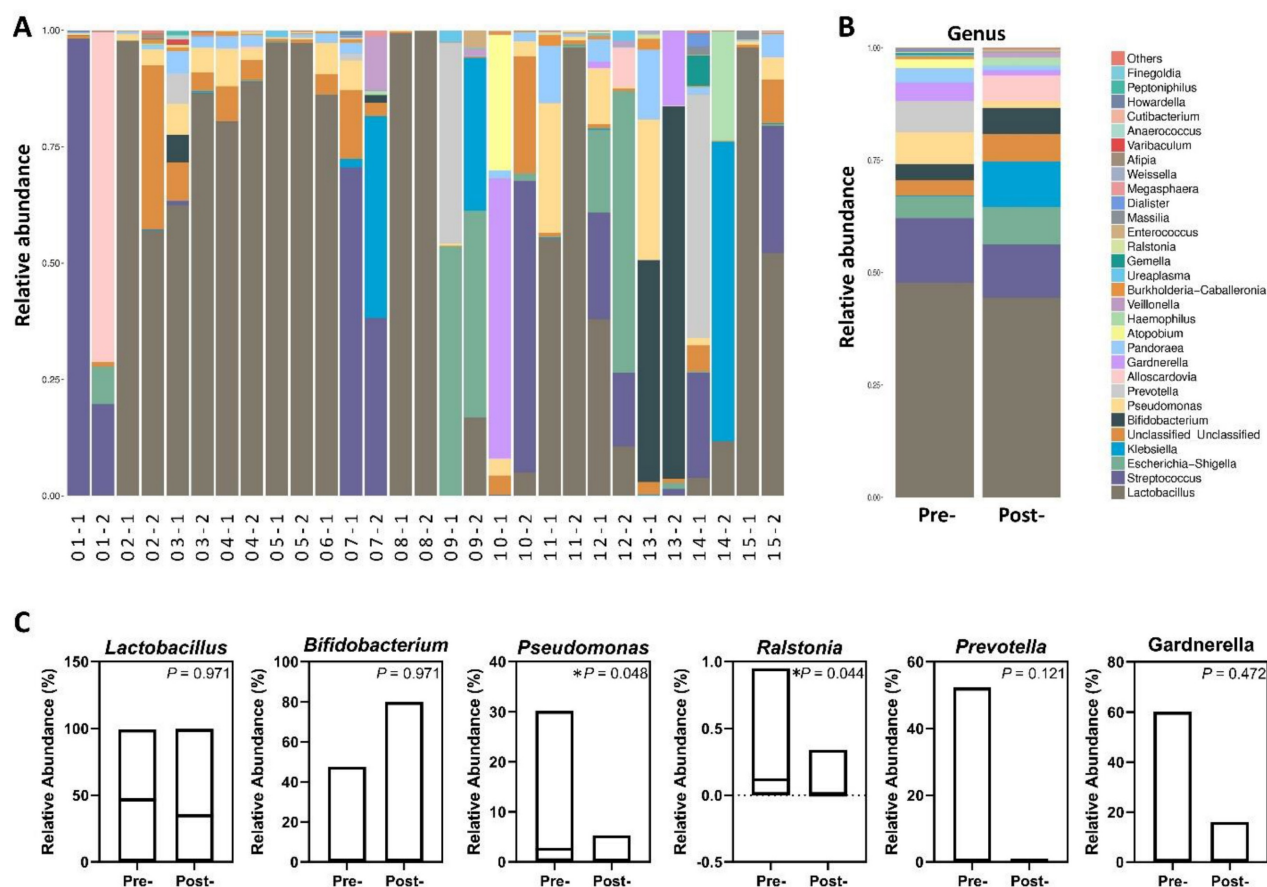 A
Relative abundance
1.00
0.75
0.50
0.25
0.00
01-1
01-2
02-1
02-2
03-1
03-2
04-1
04-2
05-1
05-2
06-1
07-1
07-2
08-1
08-2
09-1
09-2
10-1
10-2
11-1
11-2
12-1
12-2
13-1
13-2
14-1
14-2
15-1
15-2
B
Genus
Relative abundance
1.00
0.75
0.50
0.25
0.00
Pre-
Post-
Others
Finegoldia
Peptoniphilus
Howardella
Cutibacterium
Anaerococcus
Varibaculum
Afipia
Weissella
Megasphaera
Dialister
Massilia
Enterococcus
Ralstonia
Gemella
Ureaplasma
Burkholderia-Caballeronia
Veillonella
Haemophilus
Atopobium
Pandoraea
Gardnerella
Alloscardovia
Prevotella
Pseudomonas
Bifidobacterium
Unclassified Unclassified
Klebsiella
Escherichia-Shigella
Streptococcus
Lactobacillus
C
Lactobacillus
P = 0.971
Relative Abundance (%)
150
100
50
0
Pre- Post-
Bifidobacterium
P = 0.971
Relative Abundance (%)
100
80
60
40
20
0
Pre- Post-
Pseudomonas
*P = 0.048
Relative Abundance (%)
40
30
20
10
0
Pre- Post-
Ralstonia
*P = 0.044
Relative Abundance (%)
1.0
0.5
0.0
-0.5
Pre- Post-
Prevotella
P = 0.121
Relative Abundance (%)
60
40
20
0
Pre- Post-
Gardnerella
P = 0.472
Relative Abundance (%)
80
60
40
20
0
Pre- Post-